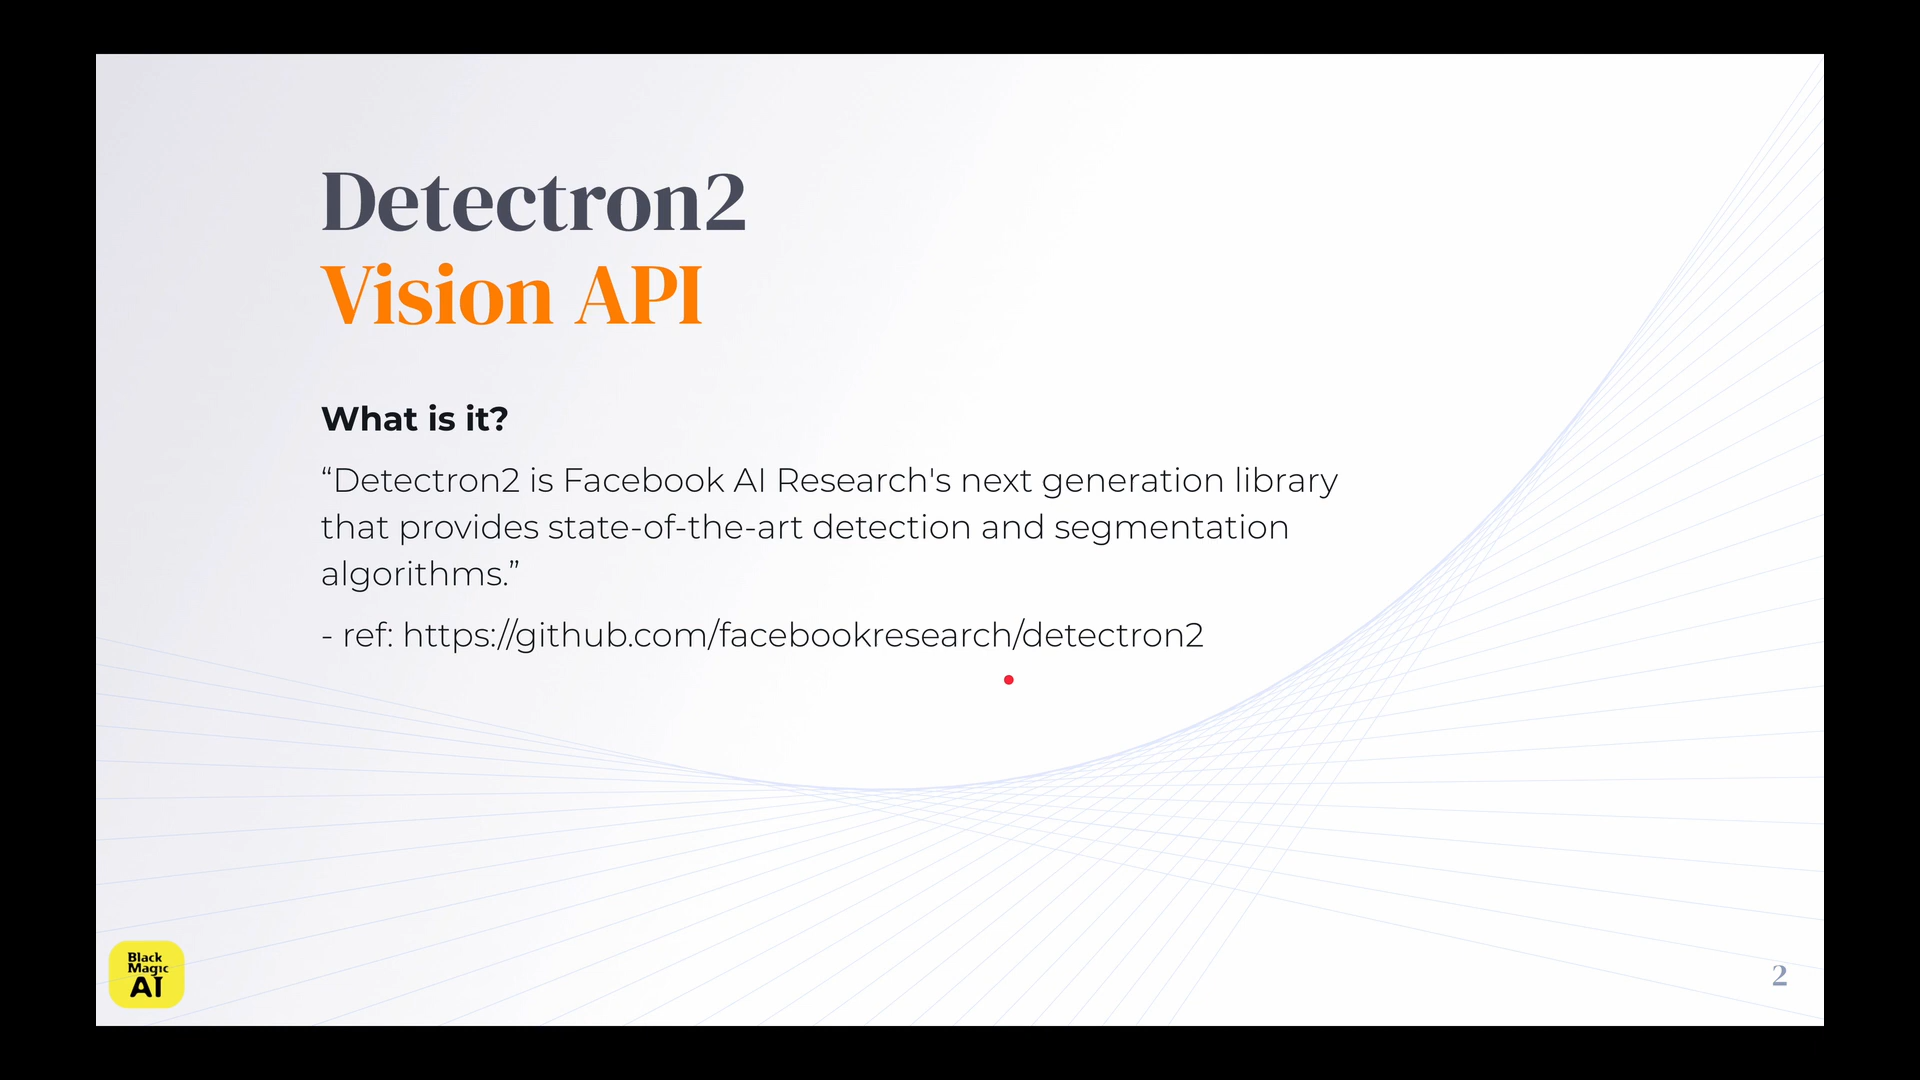 Detectron2
Vision API
What is it?
“Detectron2 is Facebook AI Research's next generation library
that provides state-of-the-art detection and segmentation
algorithms.”
- ref: https://github.com/facebookresearch/detectron2
Black
Magic
AI
2